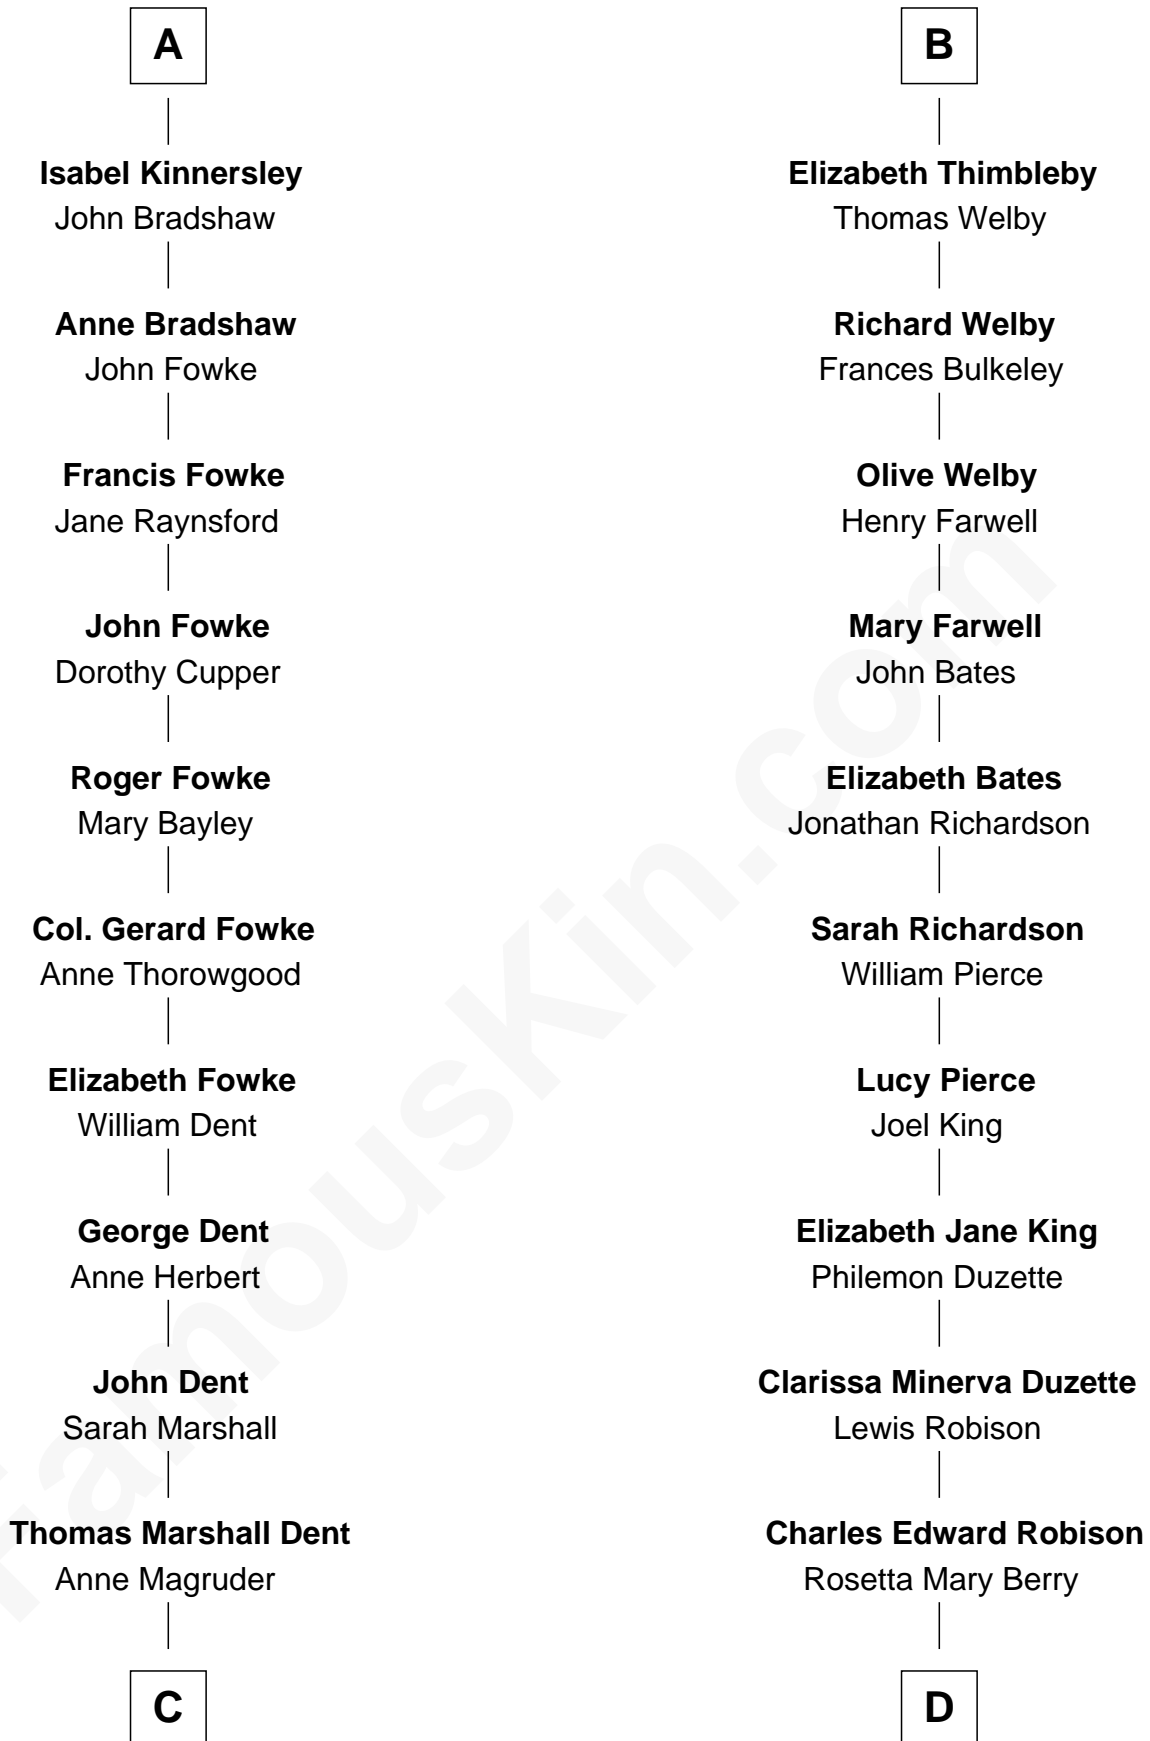 A
Isabel Kinnersley
John Bradshaw
Anne Bradshaw
John Fowke
Francis Fowke
Jane Raynsford
John Fowke
Dorothy Cupper
Roger Fowke
Mary Bayley
Col. Gerard Fowke
Anne Thorowgood
Elizabeth Fowke
William Dent
George Dent
Anne Herbert
John Dent
Sarah Marshall
Thomas Marshall Dent
Anne Magruder
C
B
Elizabeth Thimbleby
Thomas Welby
Richard Welby
Frances Bulkeley
Olive Welby
Henry Farwell
Mary Farwell
John Bates
Elizabeth Bates
Jonathan Richardson
Sarah Richardson
William Pierce
Lucy Pierce
Joel King
Elizabeth Jane King
Philemon Duzette
Clarissa Minerva Duzette
Lewis Robison
Charles Edward Robison
Rosetta Mary Berry
D
FamousKin.com